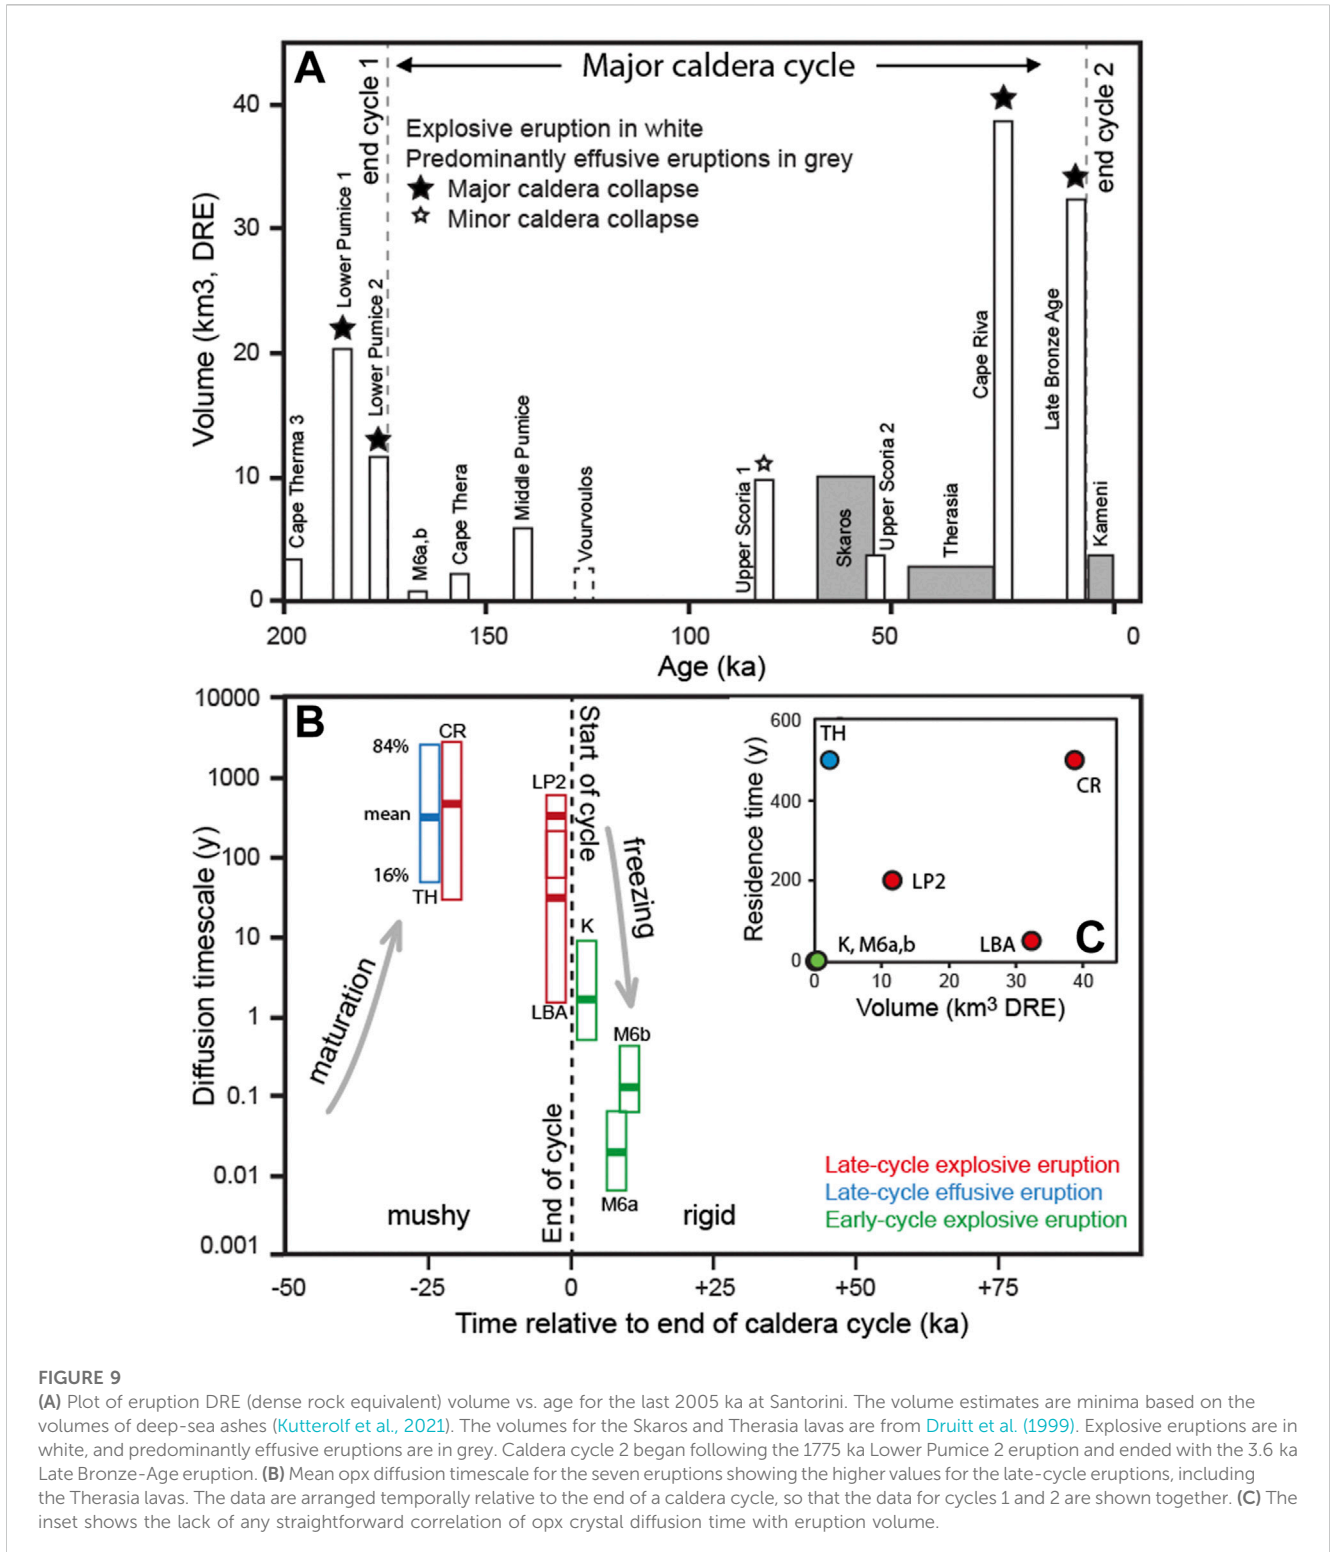 A
end cycle 1
Major caldera cycle
end cycle 2
Explosive eruption in white
Predominantly effusive eruptions in grey
Major caldera collapse
Minor caldera collapse
Volume (km3, DRE)
40
30
20
10
0
Cape Therma 3
Lower Pumice 1
Lower Pumice 2
M6a,b
Cape Thera
Middle Pumice
Vourvoulos
Upper Scoria 1
Skaros
Upper Scoria 2
Therasia
Cape Riva
Late Bronze Age
Kameni
200
150
100
50
0
Age (ka)
B
Diffusion timescale (y)
10000
1000
100
10
1
0.1
0.01
0.001
84%
mean
16%
TH
CR
LP2
LBA
K
M6b
M6a
maturation
freezing
Start of cycle
End of cycle
mushy
rigid
Late-cycle explosive eruption
Late-cycle effusive eruption
Early-cycle explosive eruption
-50
-25
0
+25
+50
+75
Time relative to end of caldera cycle (ka)
C
Residence time (y)
600
400
200
0
TH
CR
LP2
LBA
K, M6a,b
0
10
20
30
40
Volume (km³ DRE)
FIGURE 9
(A) Plot of eruption DRE (dense rock equivalent) volume vs. age for the last 2005 ka at Santorini. The volume estimates are minima based on the
volumes of deep-sea ashes (Kutterolf et al., 2021). The volumes for the Skaros and Therasia lavas are from Druitt et al. (1999). Explosive eruptions are in
white, and predominantly effusive eruptions are in grey. Caldera cycle 2 began following the 1775 ka Lower Pumice 2 eruption and ended with the 3.6 ka
Late Bronze-Age eruption. (B) Mean opx diffusion timescale for the seven eruptions showing the higher values for the late-cycle eruptions, including
the Therasia lavas. The data are arranged temporally relative to the end of a caldera cycle, so that the data for cycles 1 and 2 are shown together. (C) The
inset shows the lack of any straightforward correlation of opx crystal diffusion time with eruption volume.